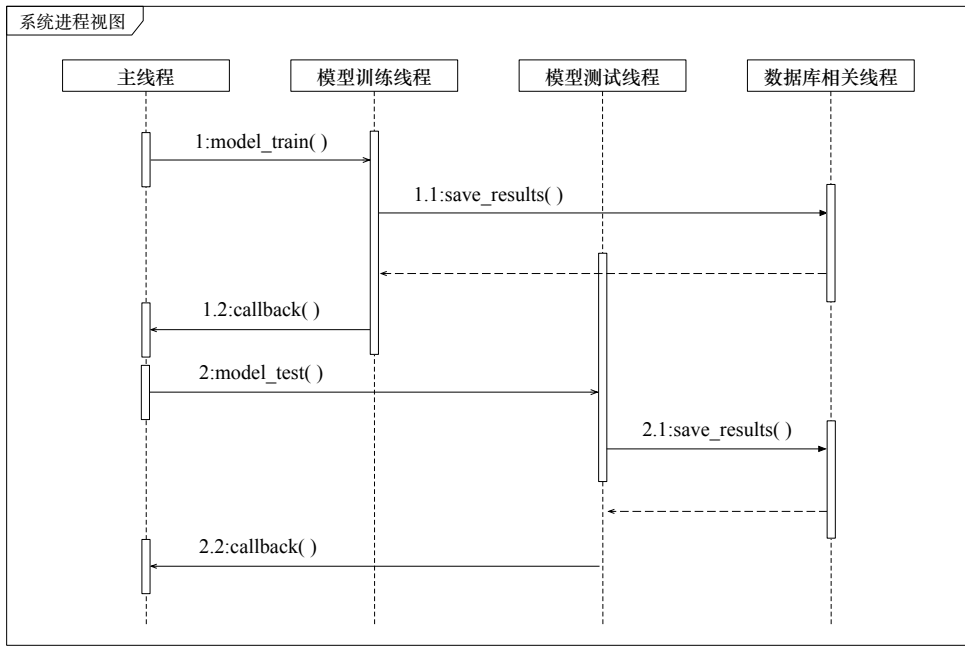 系统进程视图
主线程
模型训练线程
模型测试线程
数据库相关线程
1:model_train( )
1.1:save_results( )
1.2:callback( )
2:model_test( )
2.1:save_results( )
2.2:callback( )